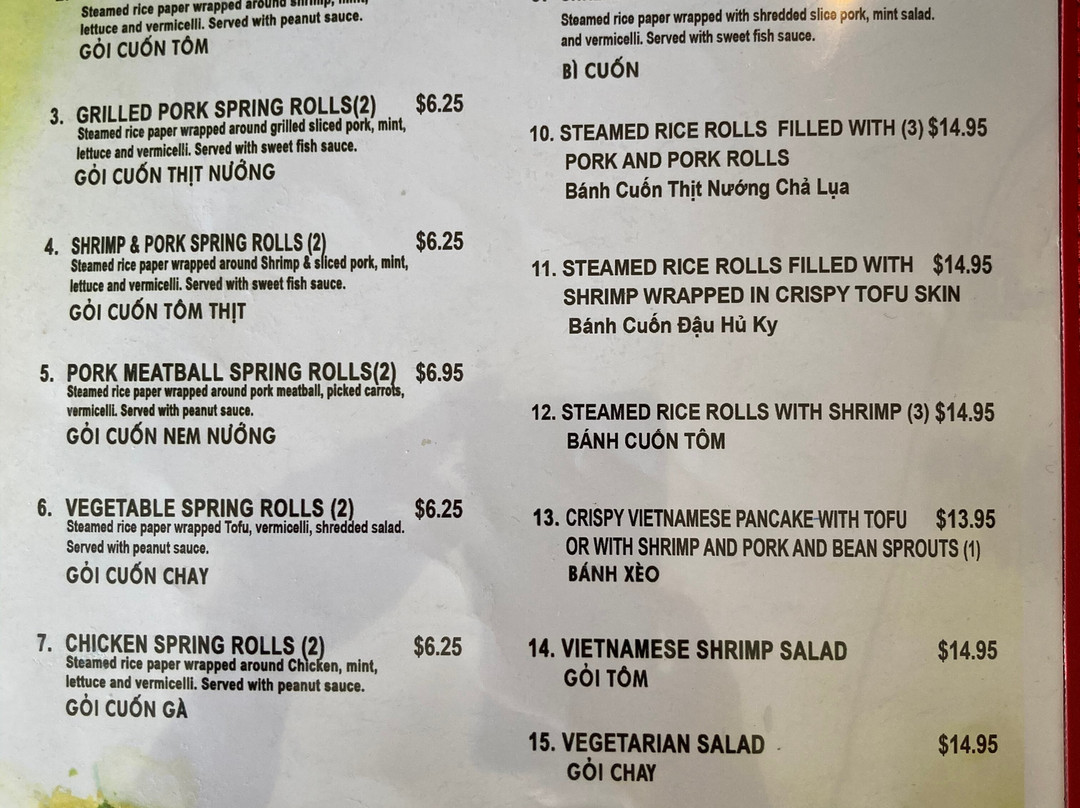 Steamed rice paper wrapped around shrimp, mint,
lettuce and vermicelli. Served with peanut sauce.
GỎI CUỐN TÔM
3. GRILLED PORK SPRING ROLLS(2) $6.25
Steamed rice paper wrapped around grilled sliced pork, mint,
lettuce and vermicelli. Served with sweet fish sauce.
GỎI CUỐN THỊT NƯỚNG
4. SHRIMP & PORK SPRING ROLLS (2) $6.25
Steamed rice paper wrapped around Shrimp & sliced pork, mint,
lettuce and vermicelli. Served with sweet fish sauce.
GỎI CUỐN TÔM THỊT
5. PORK MEATBALL SPRING ROLLS(2) $6.95
Steamed rice paper wrapped around pork meatball, picked carrots,
vermicelli. Served with peanut sauce.
GỎI CUỐN NEM NƯỚNG
6. VEGETABLE SPRING ROLLS (2) $6.25
Steamed rice paper wrapped Tofu, vermicelli, shredded salad.
Served with peanut sauce.
GỎI CUỐN CHAY
7. CHICKEN SPRING ROLLS (2) $6.25
Steamed rice paper wrapped around Chicken, mint,
lettuce and vermicelli. Served with peanut sauce.
GỎI CUỐN GÀ
Steamed rice paper wrapped with shredded slice pork, mint salad.
and vermicelli. Served with sweet fish sauce.
BÌ CUỐN
10. STEAMED RICE ROLLS FILLED WITH (3) $14.95
PORK AND PORK ROLLS
Bánh Cuốn Thịt Nướng Chả Lụa
11. STEAMED RICE ROLLS FILLED WITH $14.95
SHRIMP WRAPPED IN CRISPY TOFU SKIN
Bánh Cuốn Đậu Hủ Ky
12. STEAMED RICE ROLLS WITH SHRIMP (3) $14.95
BÁNH CUỐN TÔM
13. CRISPY VIETNAMESE PANCAKE WITH TOFU $13.95
OR WITH SHRIMP AND PORK AND BEAN SPROUTS (1)
BÁNH XÈO
14. VIETNAMESE SHRIMP SALAD $14.95
GỎI TÔM
15. VEGETARIAN SALAD $14.95
GỎI CHAY